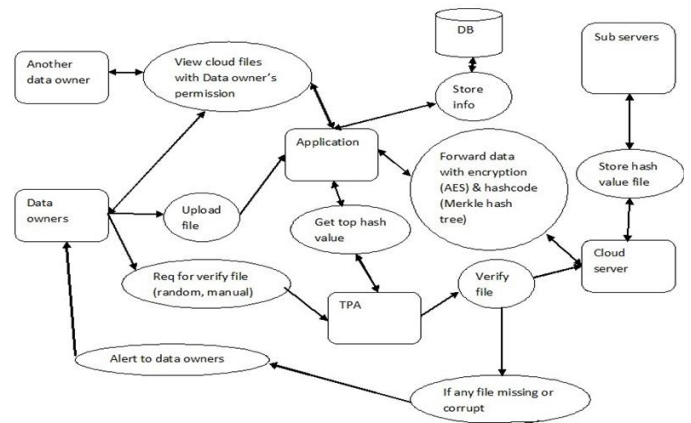 DB
Sub servers
Another
data owner
View cloud files
with Data owner's
permission
Store
info
Application
Forward data
with encryption
(AES) & hashcode
(Merkle hash
tree)
Store hash
value file
Data
owners
Upload
file
Get top hash
value
Cloud
server
Req for verify file
(random, manual)
TPA
Verify
file
Alert to data owners
If any file missing or
corrupt